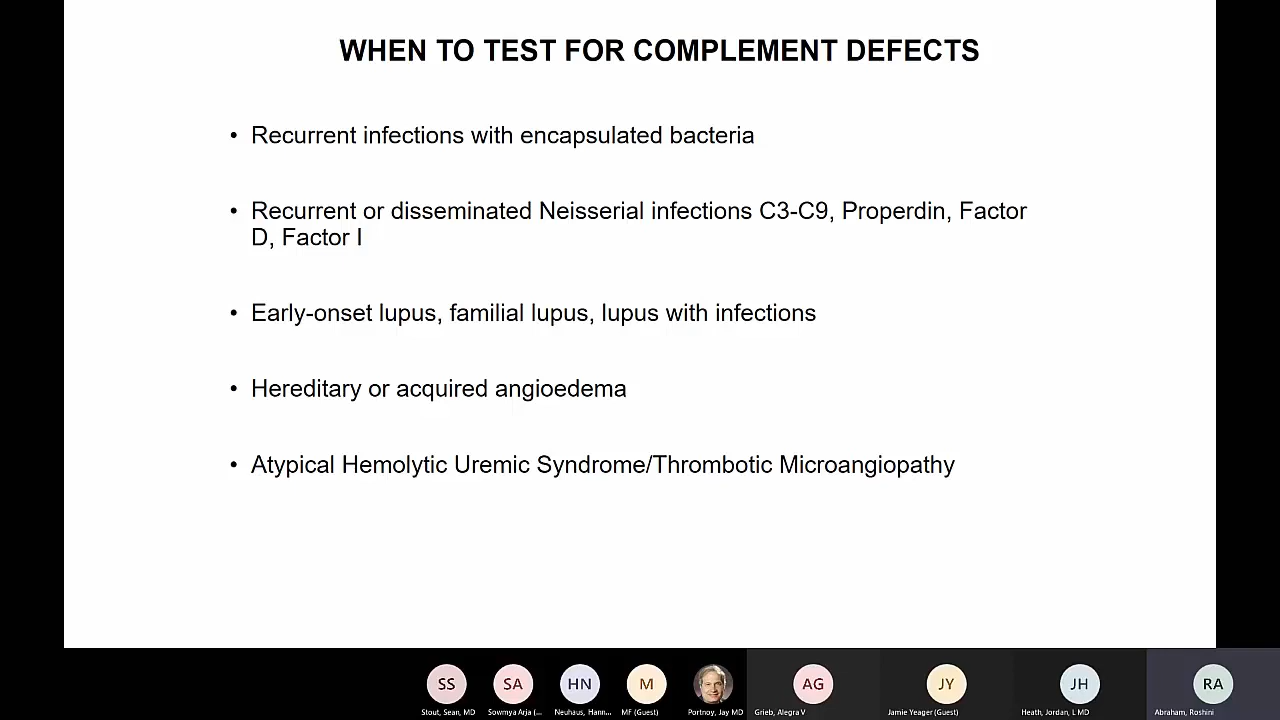 WHEN TO TEST FOR COMPLEMENT DEFECTS
• Recurrent infections with encapsulated bacteria
• Recurrent or disseminated Neisserial infections C3-C9, Properdin, Factor
D, Factor I
• Early-onset lupus, familial lupus, lupus with infections
• Hereditary or acquired angioedema
• Atypical Hemolytic Uremic Syndrome/Thrombotic Microangiopathy
SS SA HN M AG JY JH RA
Stout, Sean, MD Sowmya Arja (... Neuhaus, Hann... MF (Guest) Portnoy, Jay MD Grieb, Alegra V Jamie Yeager (Guest) Heath, Jordan, L MD Abraham, Roshini